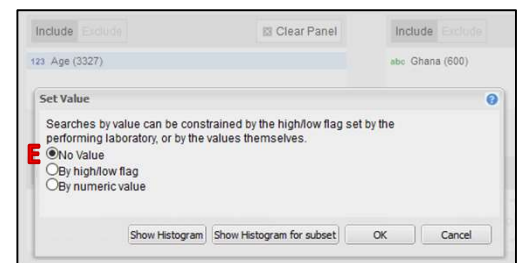 Include Exclude Clear Panel Include Exclude
123 Age (3327) abc Ghana (600)
Set Value
Searches by value can be constrained by the high/low flag set by the
performing laboratory, or by the values themselves.
E No Value
By high/low flag
By numeric value
Show Histogram Show Histogram for subset OK Cancel